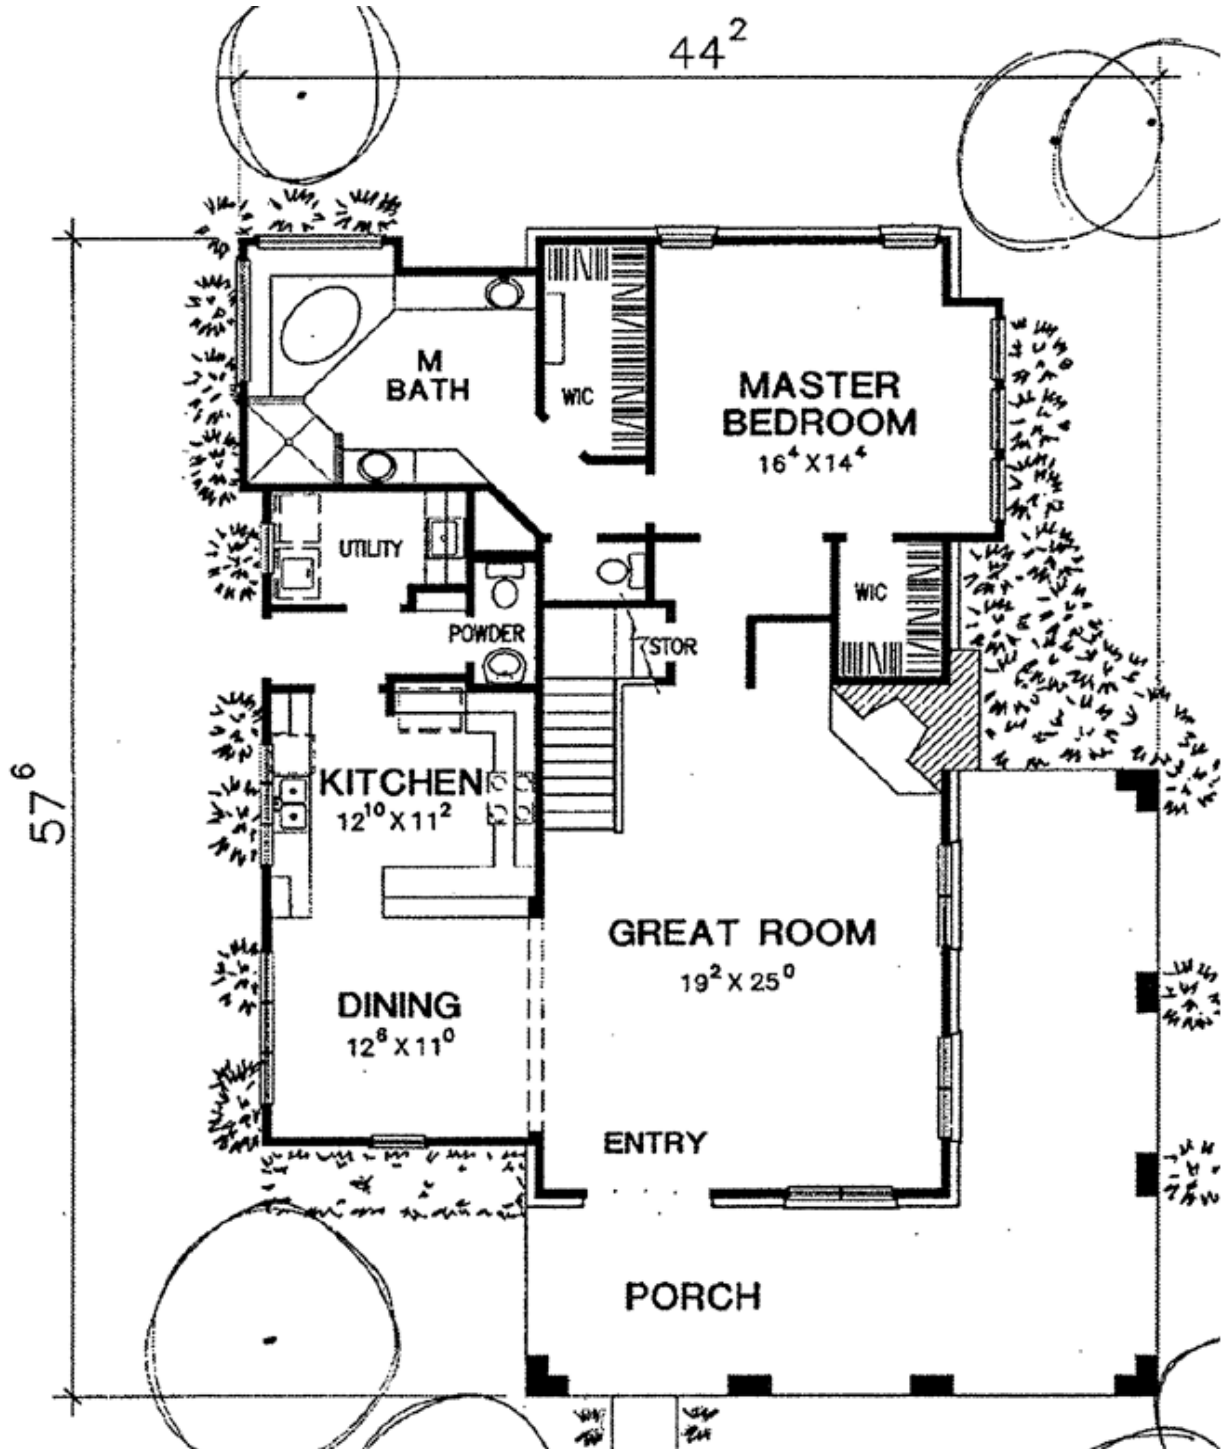 44²
M
BATH
WIC
MASTER
BEDROOM
16⁴ X 14⁴
UTILITY
WIC
POWDER
STOR
KITCHEN
12¹⁰ X 11²
57⁶
GREAT ROOM
19² X 25⁰
DINING
12⁶ X 11⁰
ENTRY
PORCH